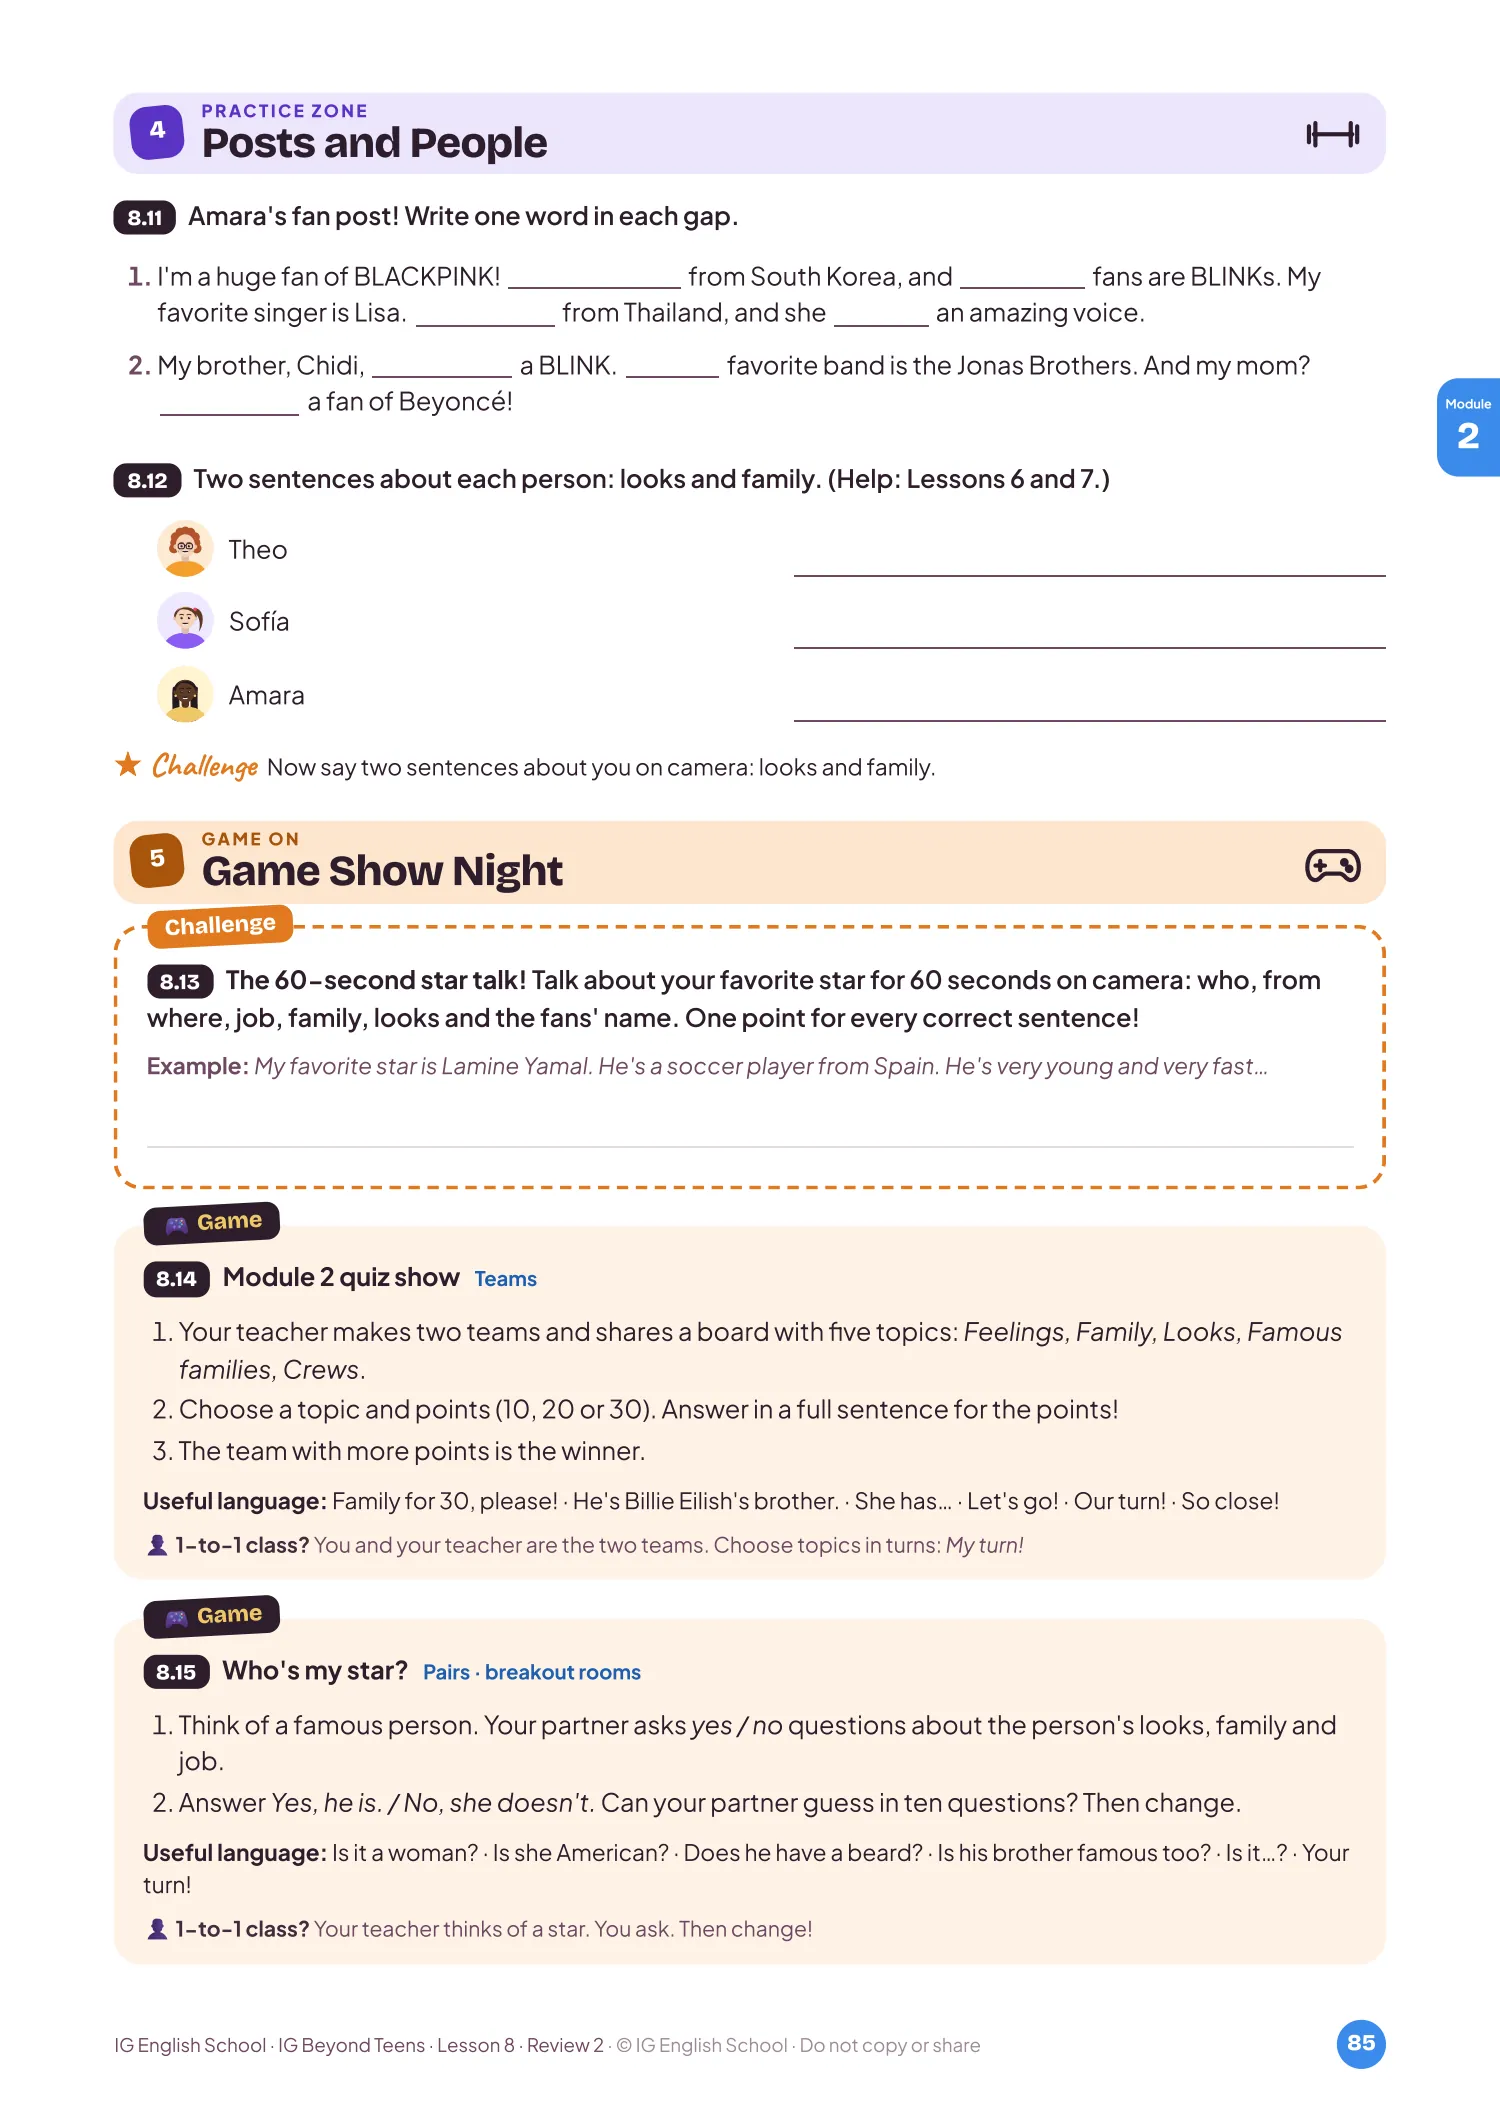 4
PRACTICE ZONE
Posts and People
8.11 Amara's fan post! Write one word in each gap.
1. I'm a huge fan of BLACKPINK! ____________ from South Korea, and ____________ fans are BLINKs. My
favorite singer is Lisa. ____________ from Thailand, and she ________ an amazing voice.
2. My brother, Chidi, ____________ a BLINK. ________ favorite band is the Jonas Brothers. And my mom?
____________ a fan of Beyoncé!
Module
2
8.12 Two sentences about each person: looks and family. (Help: Lessons 6 and 7.)
Theo
Sofía
Amara
Challenge Now say two sentences about you on camera: looks and family.
5
GAME ON
Game Show Night
Challenge
8.13 The 60-second star talk! Talk about your favorite star for 60 seconds on camera: who, from
where, job, family, looks and the fans' name. One point for every correct sentence!
Example: My favorite star is Lamine Yamal. He's a soccer player from Spain. He's very young and very fast…
Game
8.14 Module 2 quiz show Teams
1. Your teacher makes two teams and shares a board with five topics: Feelings, Family, Looks, Famous
families, Crews.
2. Choose a topic and points (10, 20 or 30). Answer in a full sentence for the points!
3. The team with more points is the winner.
Useful language: Family for 30, please! · He's Billie Eilish's brother. · She has… · Let's go! · Our turn! · So close!
1-to-1 class? You and your teacher are the two teams. Choose topics in turns: My turn!
Game
8.15 Who's my star? Pairs · breakout rooms
1. Think of a famous person. Your partner asks yes / no questions about the person's looks, family and
job.
2. Answer Yes, he is. / No, she doesn't. Can your partner guess in ten questions? Then change.
Useful language: Is it a woman? · Is she American? · Does he have a beard? · Is his brother famous too? · Is it…? · Your
turn!
1-to-1 class? Your teacher thinks of a star. You ask. Then change!
IG English School · IG Beyond Teens · Lesson 8 · Review 2 · © IG English School · Do not copy or share
85